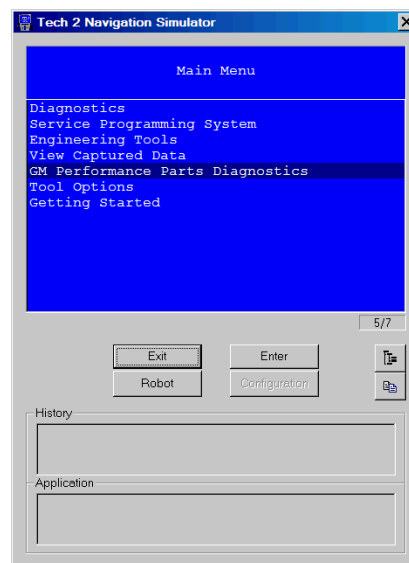 Tech 2 Navigation Simulator
Main Menu
Diagnostics
Service Programming System
Engineering Tools
View Captured Data
GM Performance Parts Diagnostics
Tool Options
Getting Started
5/7
Exit
Enter
Robot
Configuration
History
Application